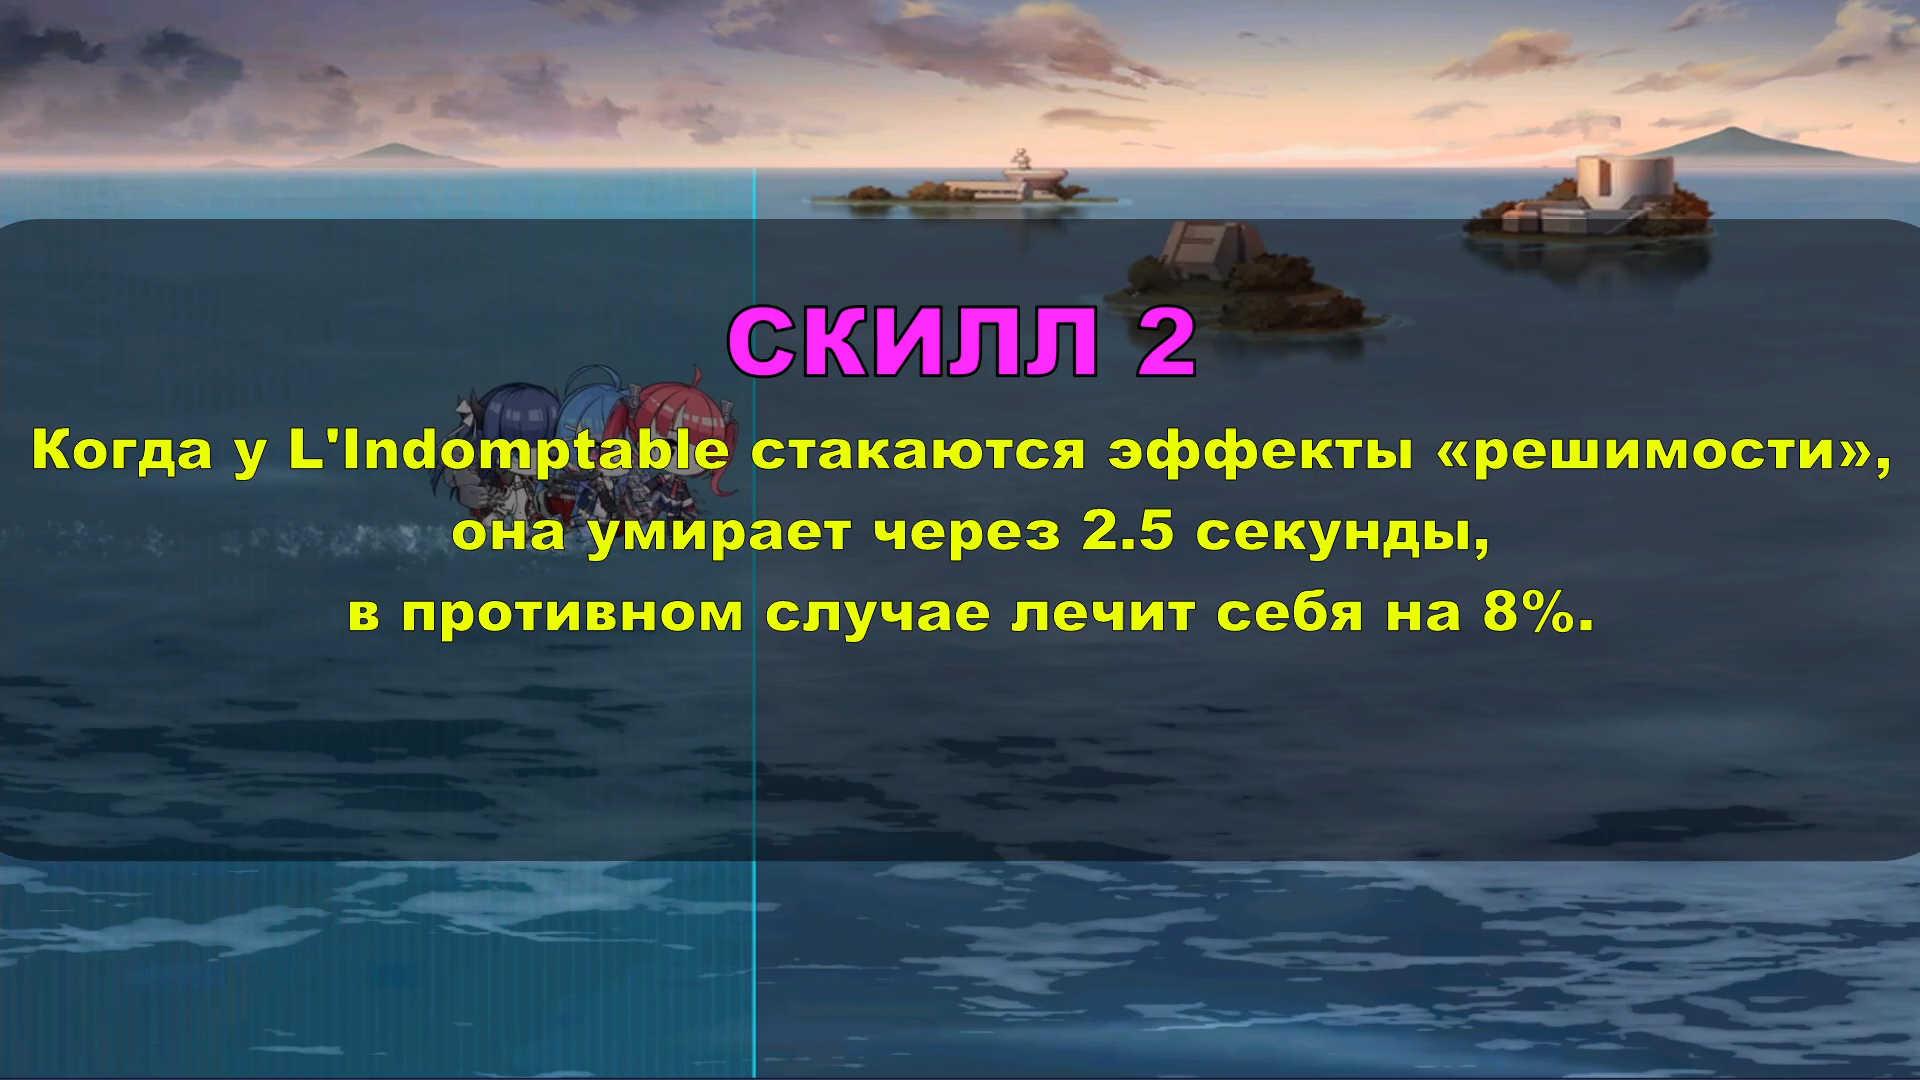 СКИЛЛ 2
Когда у L'Indomptable стакаются эффекты «решимости»,
она умирает через 2.5 секунды,
в противном случае лечит себя на 8%.